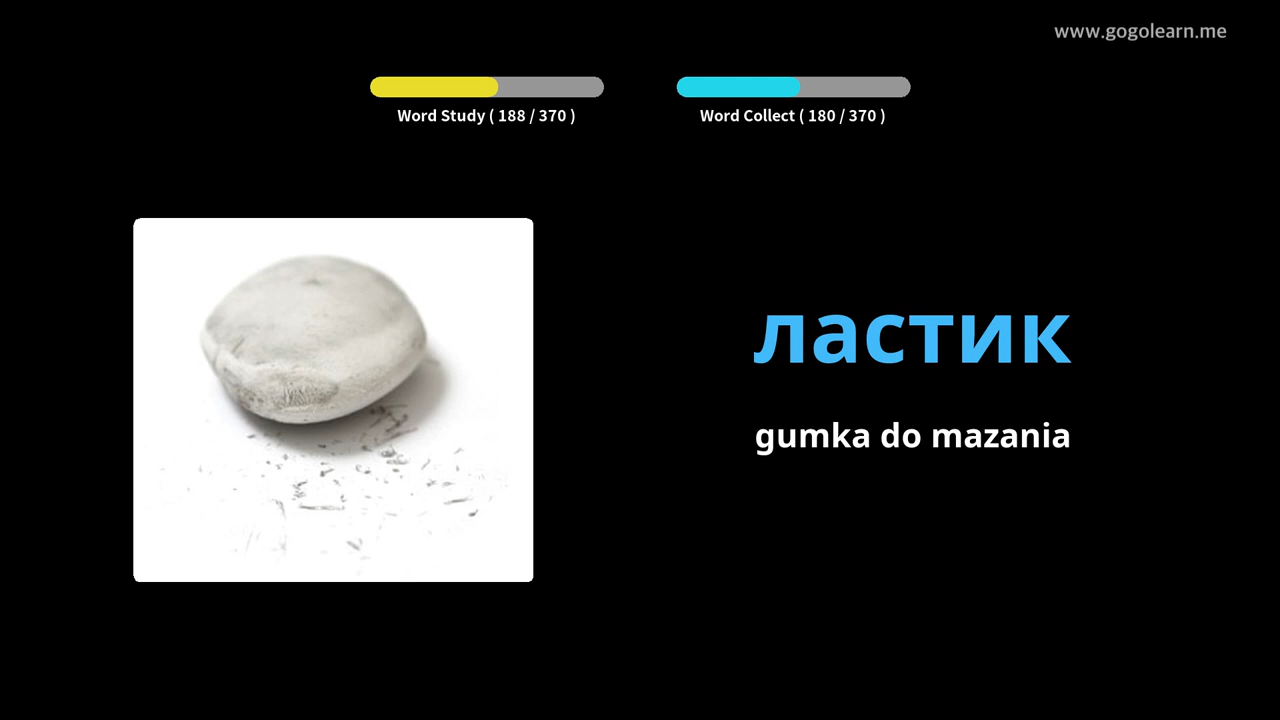 www.gogolearn.me
Word Study ( 188 / 370 )
Word Collect ( 180 / 370 )
ластик
gumka do mazania